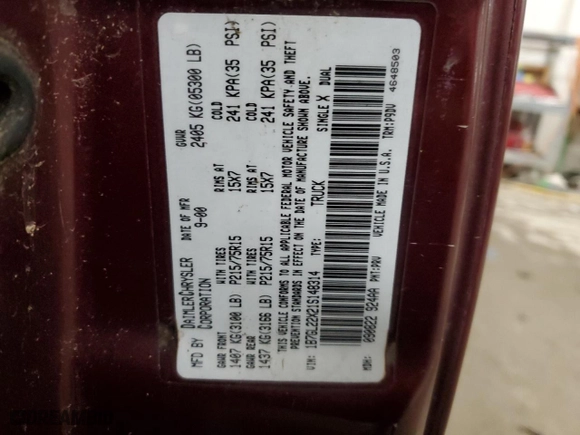 MFD BY DAIMLERCHRYSLER CORPORATION DATE OF MFR 9-00 GVWR 2405 KG(05300 LB)
GAWR FRONT WITH TIRES RIMS AT COLD
1407 KG(3100 LB) P215/75R15 15X7 241 KPA(35 PSI)
GAWR REAR WITH TIRES RIMS AT COLD
1437 KG(3166 LB) P215/75R15 15X7 241 KPA(35 PSI)
THIS VEHICLE CONFORMS TO ALL APPLICABLE FEDERAL MOTOR VEHICLE SAFETY AND THEFT
PREVENTION STANDARDS IN EFFECT ON THE DATE OF MANUFACTURE SHOWN ABOVE.
VIN: 1B7GL22X21S148314 TYPE: TRUCK SINGLE X DUAL
MDH: 090622 924AA PNT:PRV VEHICLE MADE IN U.S.A. TRM:P9DV 4648503